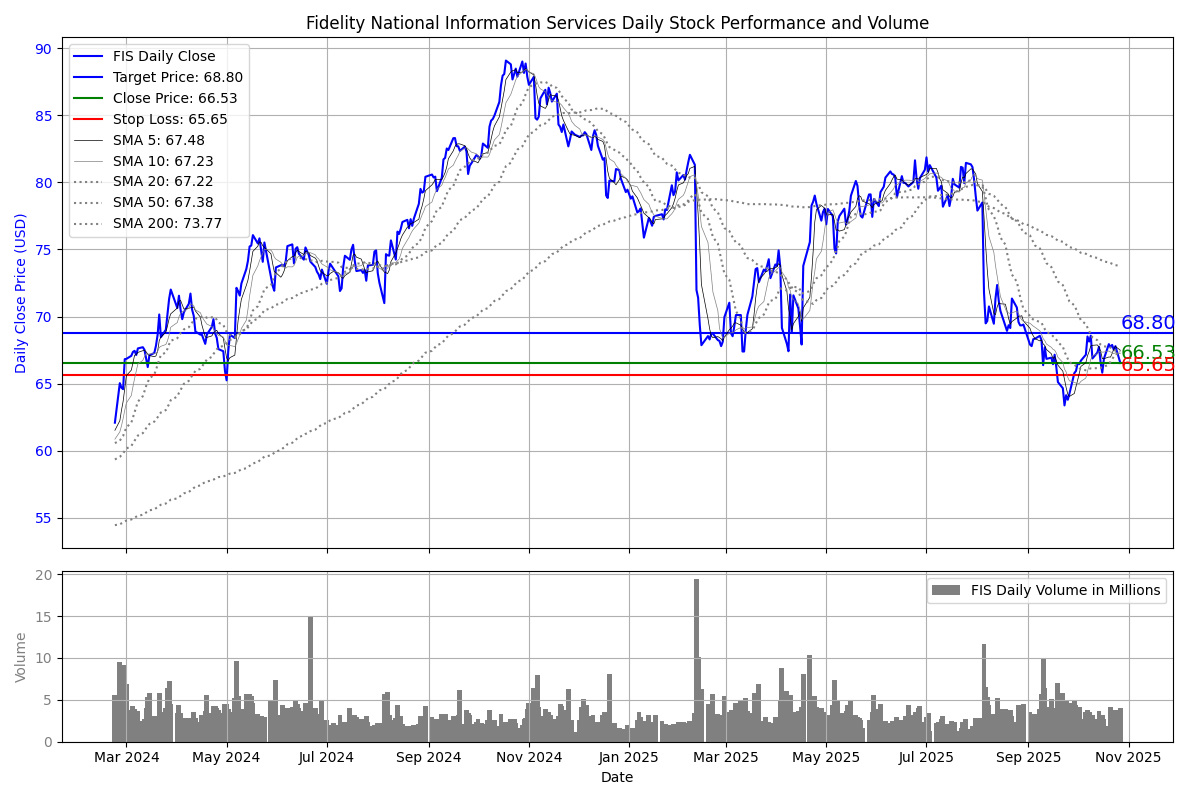 Fidelity National Information Services Daily Stock Performance and Volume
Daily Close Price (USD)
90
85
80
75
70
65
60
55
FIS Daily Close
Target Price: 68.80
Close Price: 66.53
Stop Loss: 65.65
SMA 5: 67.48
SMA 10: 67.23
SMA 20: 67.22
SMA 50: 67.38
SMA 200: 73.77
68.80
66.53
65.65
Volume
20
15
10
5
0
FIS Daily Volume in Millions
Mar 2024 May 2024 Jul 2024 Sep 2024 Nov 2024 Jan 2025 Mar 2025 May 2025 Jul 2025 Sep 2025 Nov 2025
Date